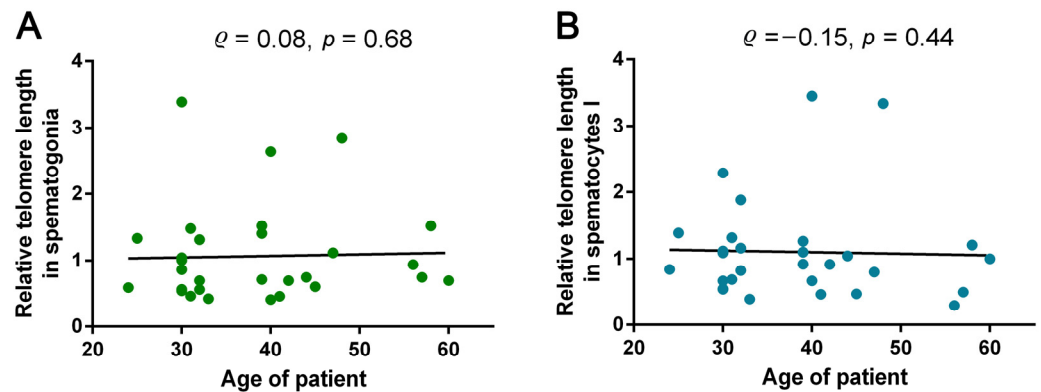 A
ϱ = 0.08, p = 0.68
Relative telomere length
in spematogonia
4
3
2
1
0
20 30 40 50 60
Age of patient
B
ϱ =−0.15, p = 0.44
Relative telomere length
in spematocytes I
4
3
2
1
0
20 30 40 50 60
Age of patient